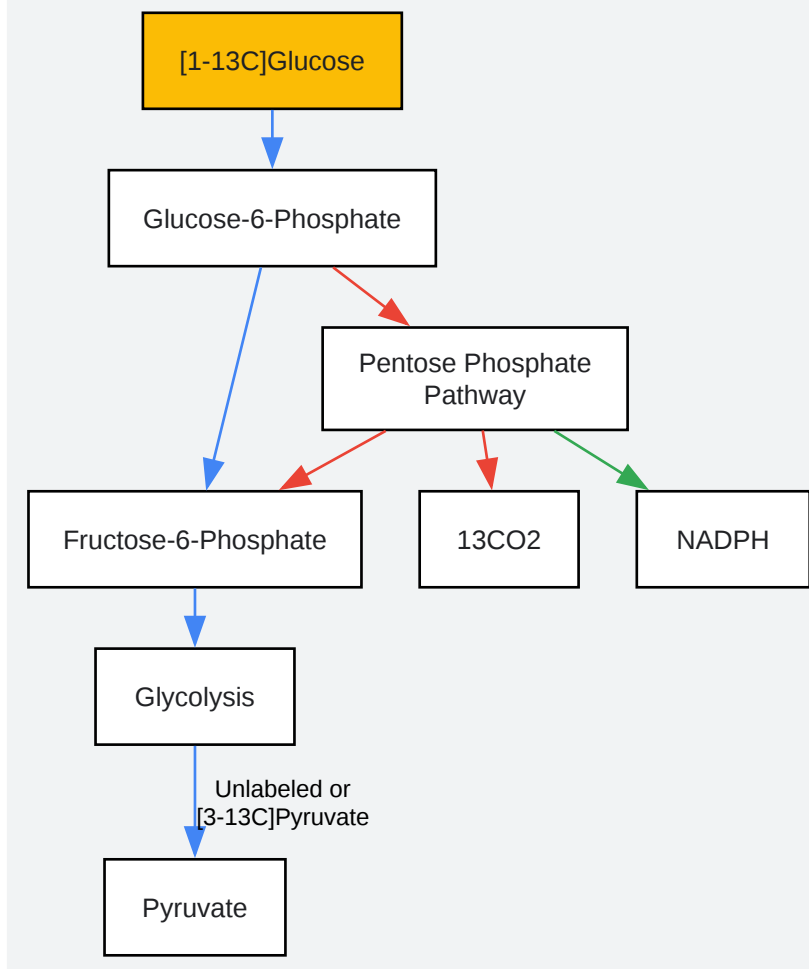 [1-13C]Glucose
Glucose-6-Phosphate
Pentose Phosphate
Pathway
Fructose-6-Phosphate
13CO2
NADPH
Glycolysis
Unlabeled or
[3-13C]Pyruvate
Pyruvate